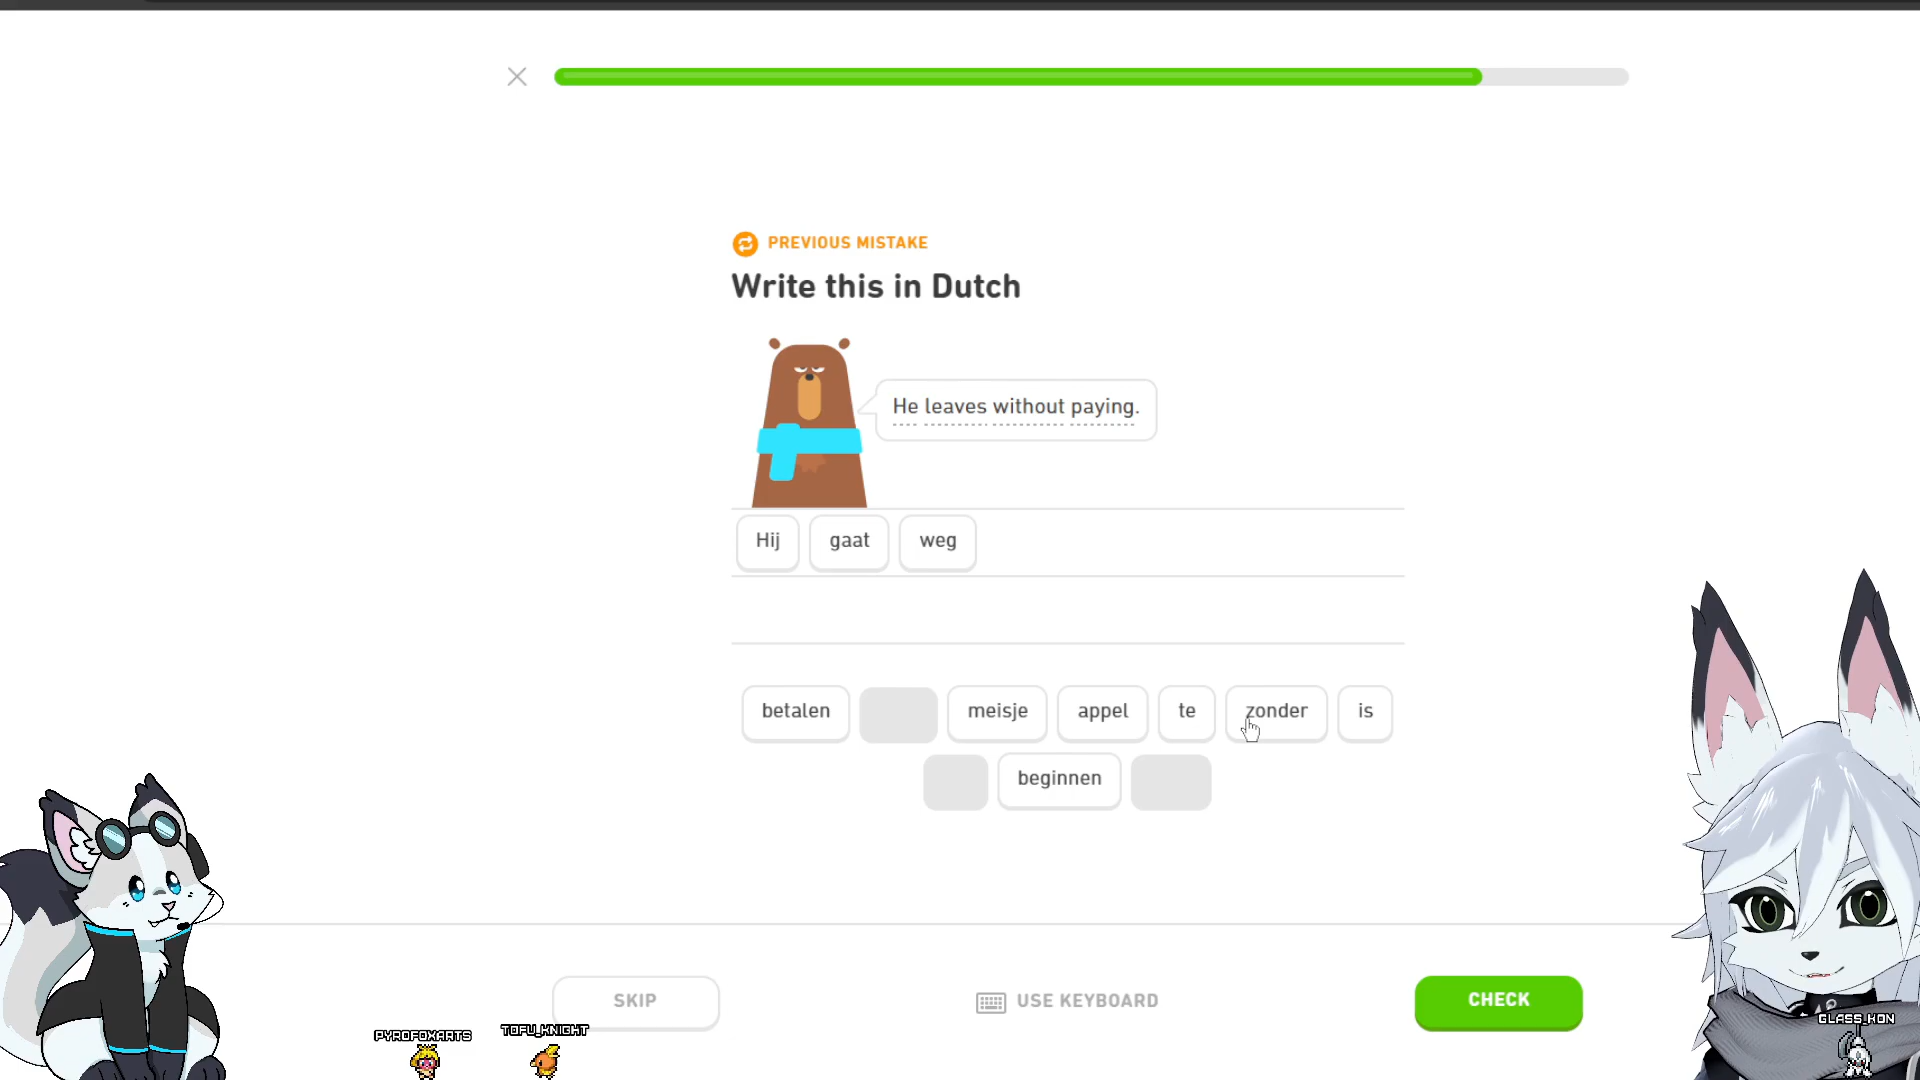 PREVIOUS MISTAKE
Write this in Dutch
He leaves without paying.
Hij gaat weg
betalen meisje appel te zonder is
beginnen
SKIP USE KEYBOARD CHECK
PYROFOXARTS TOFU_KNIGHT GLASS_KON